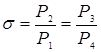 σ = P₂/P₁ = P₃/P₄